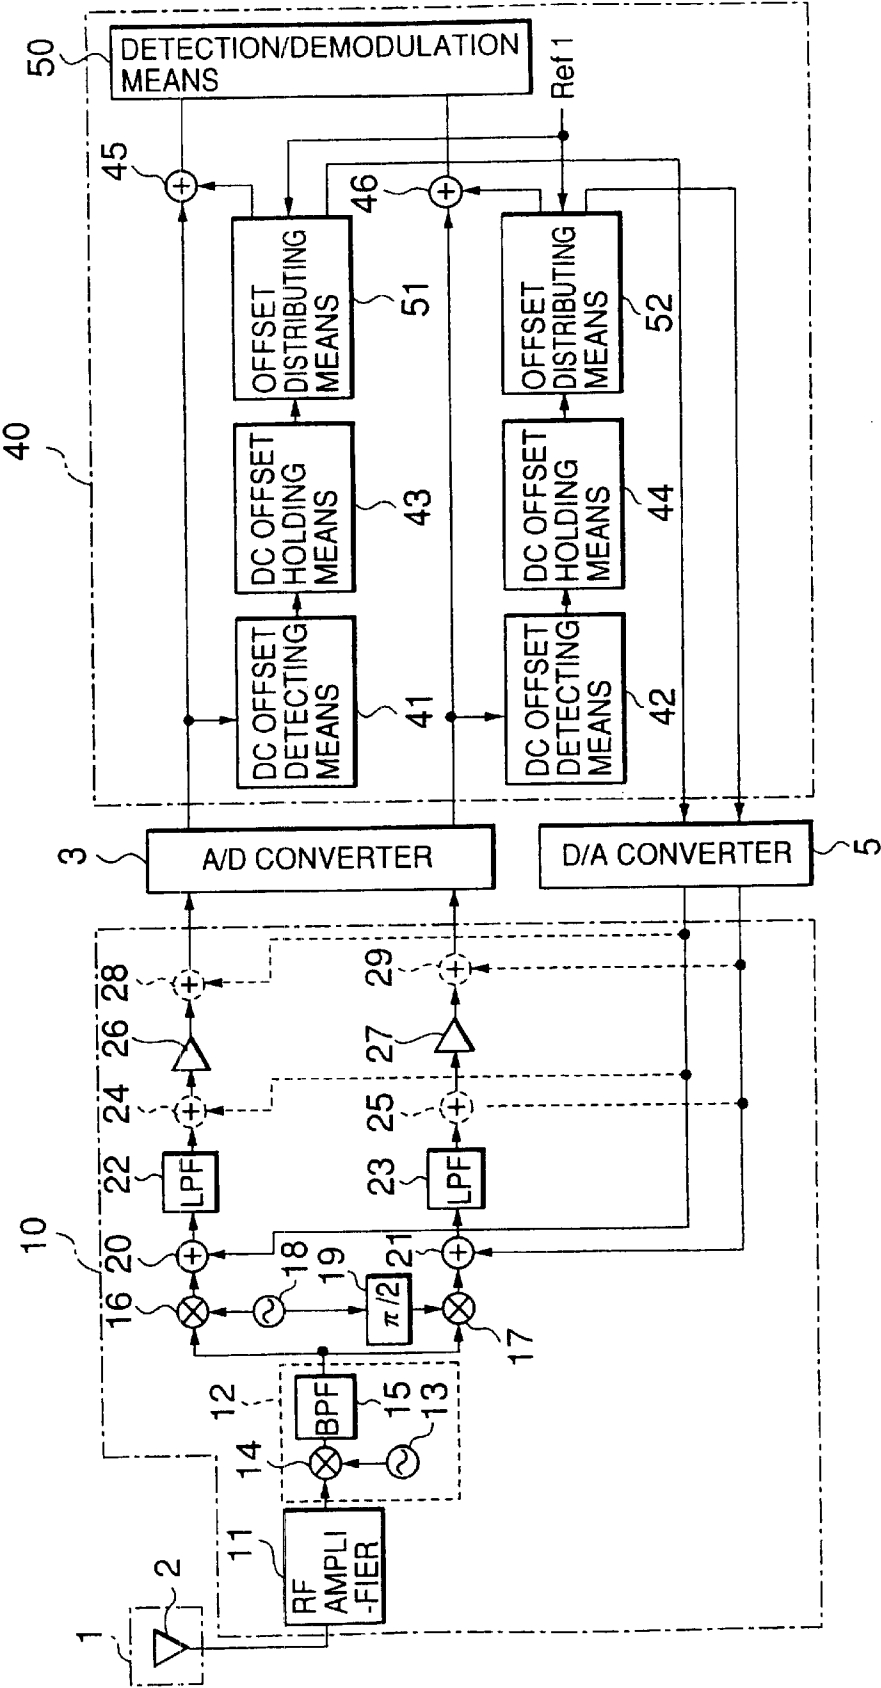 1
2
10
11
RF
AMPLI
-FIER
12
14
13
BPF
15
16
18
19
π/2
17
20
21
22
LPF
23
LPF
24
25
26
27
28
29
3
A/D CONVERTER
D/A CONVERTER
5
40
DC OFFSET
DETECTING
MEANS
41
DC OFFSET
HOLDING
MEANS
43
OFFSET
DISTRIBUTING
MEANS
51
DC OFFSET
DETECTING
MEANS
42
DC OFFSET
HOLDING
MEANS
44
OFFSET
DISTRIBUTING
MEANS
52
45
46
Ref 1
50
DETECTION/DEMODULATION
MEANS